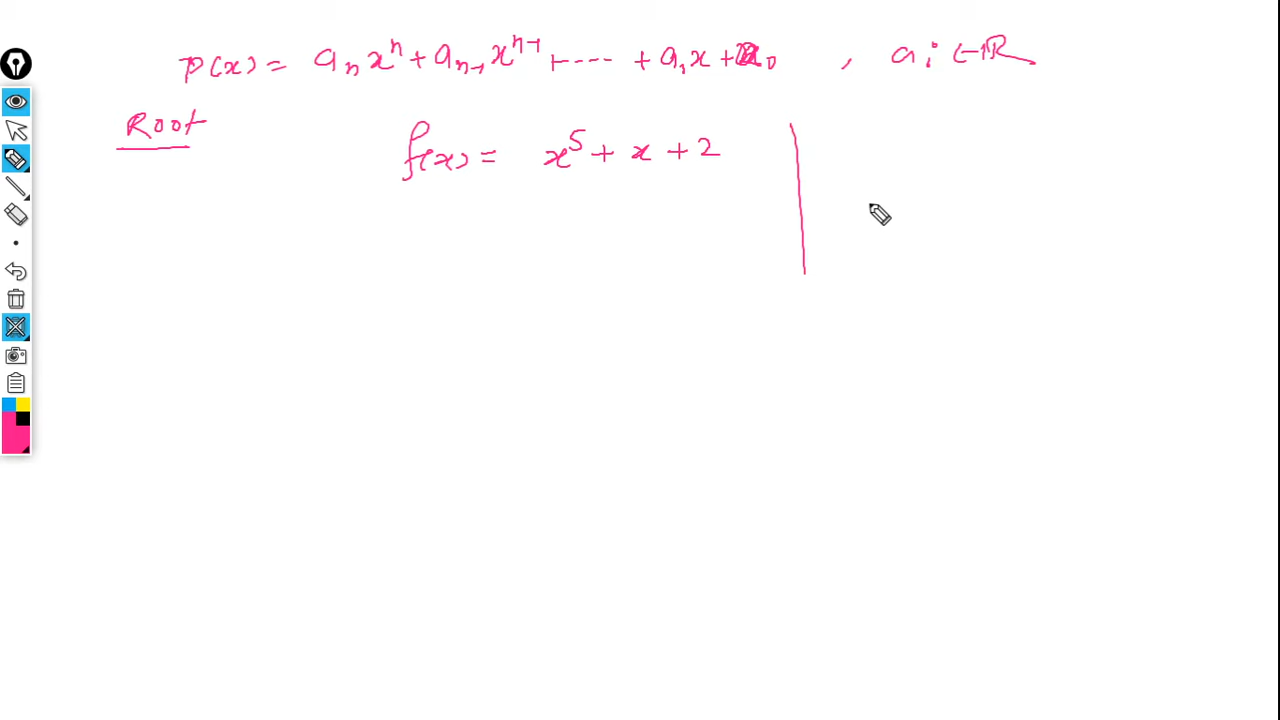 p(x) = aₙxⁿ + aₙ₋₁xⁿ⁻¹ + ---- + a₁x + a₀ , aᵢ ∈ ℝ
Root
f(x) = x⁵ + x + 2